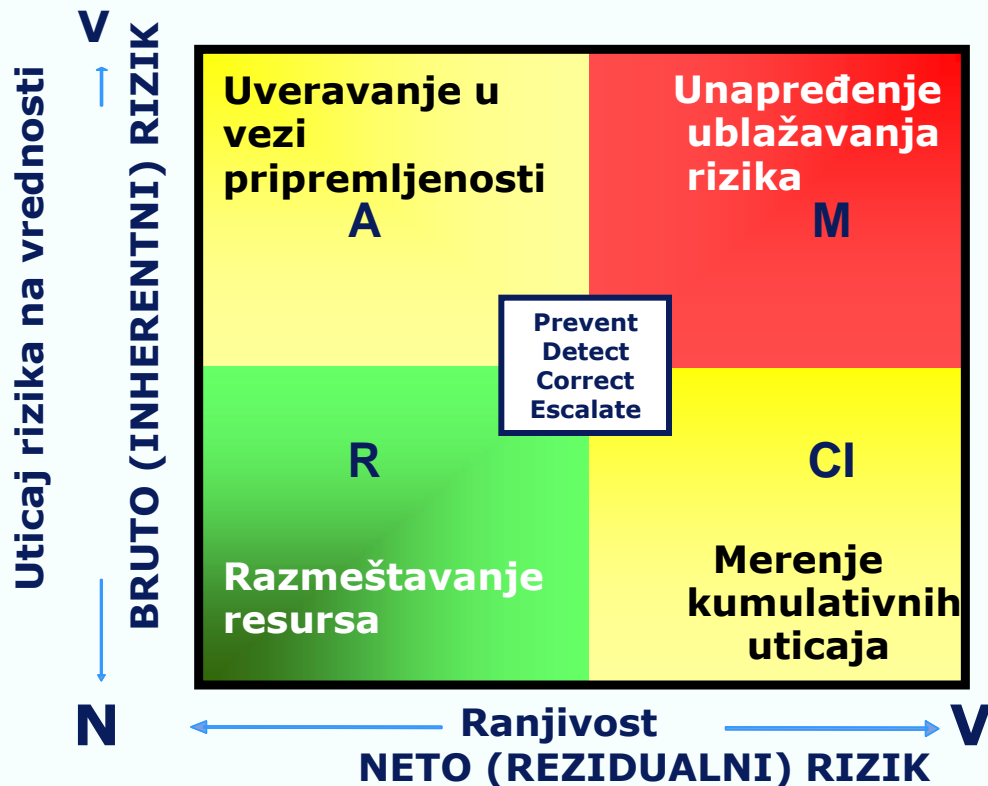 V
Uticaj rizika na vrednosti
BRUTO (INHERENTNI) RIZIK
Uveravanje u
vezi
pripremljenosti
A
Unapređenje
ublažavanja
rizika
M
Prevent
Detect
Correct
Escalate
R
Razmeštavanje
resursa
CI
Merenje
kumulativnih
uticaja
N
Ranjivost
V
NETO (REZIDUALNI) RIZIK